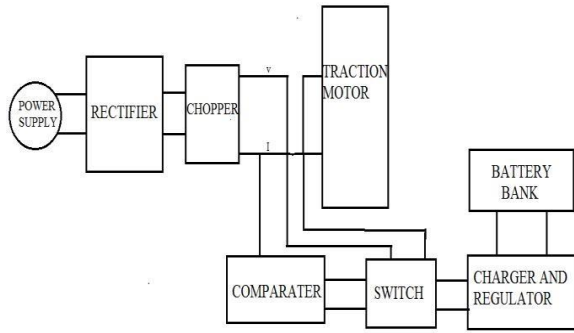 POWER
SUPPLY
RECTIFIER
CHOPPER
v
I
TRACTION
MOTOR
BATTERY
BANK
COMPARATER
SWITCH
CHARGER AND
REGULATOR